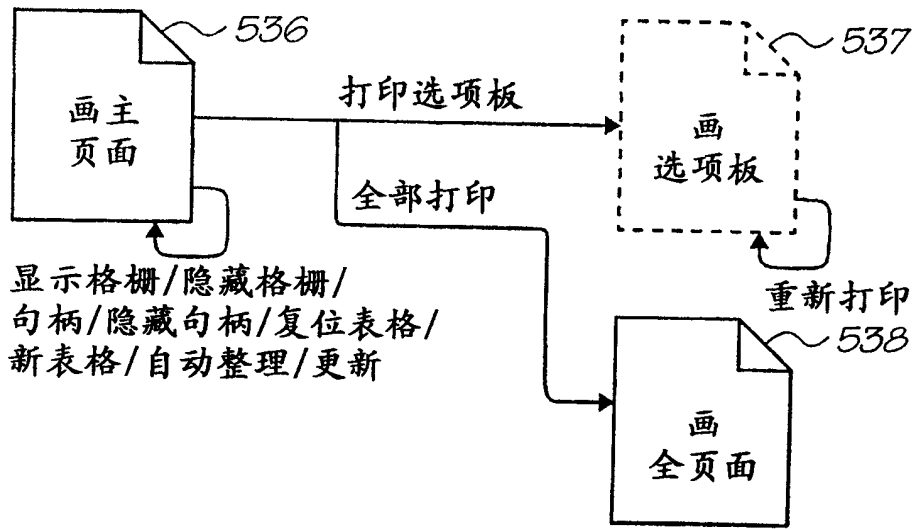 536
画主
页面
打印选项板
全部打印
537
画
选项板
重新打印
显示格栅/隐藏格栅/
句柄/隐藏句柄/复位表格/
新表格/自动整理/更新
538
画
全页面